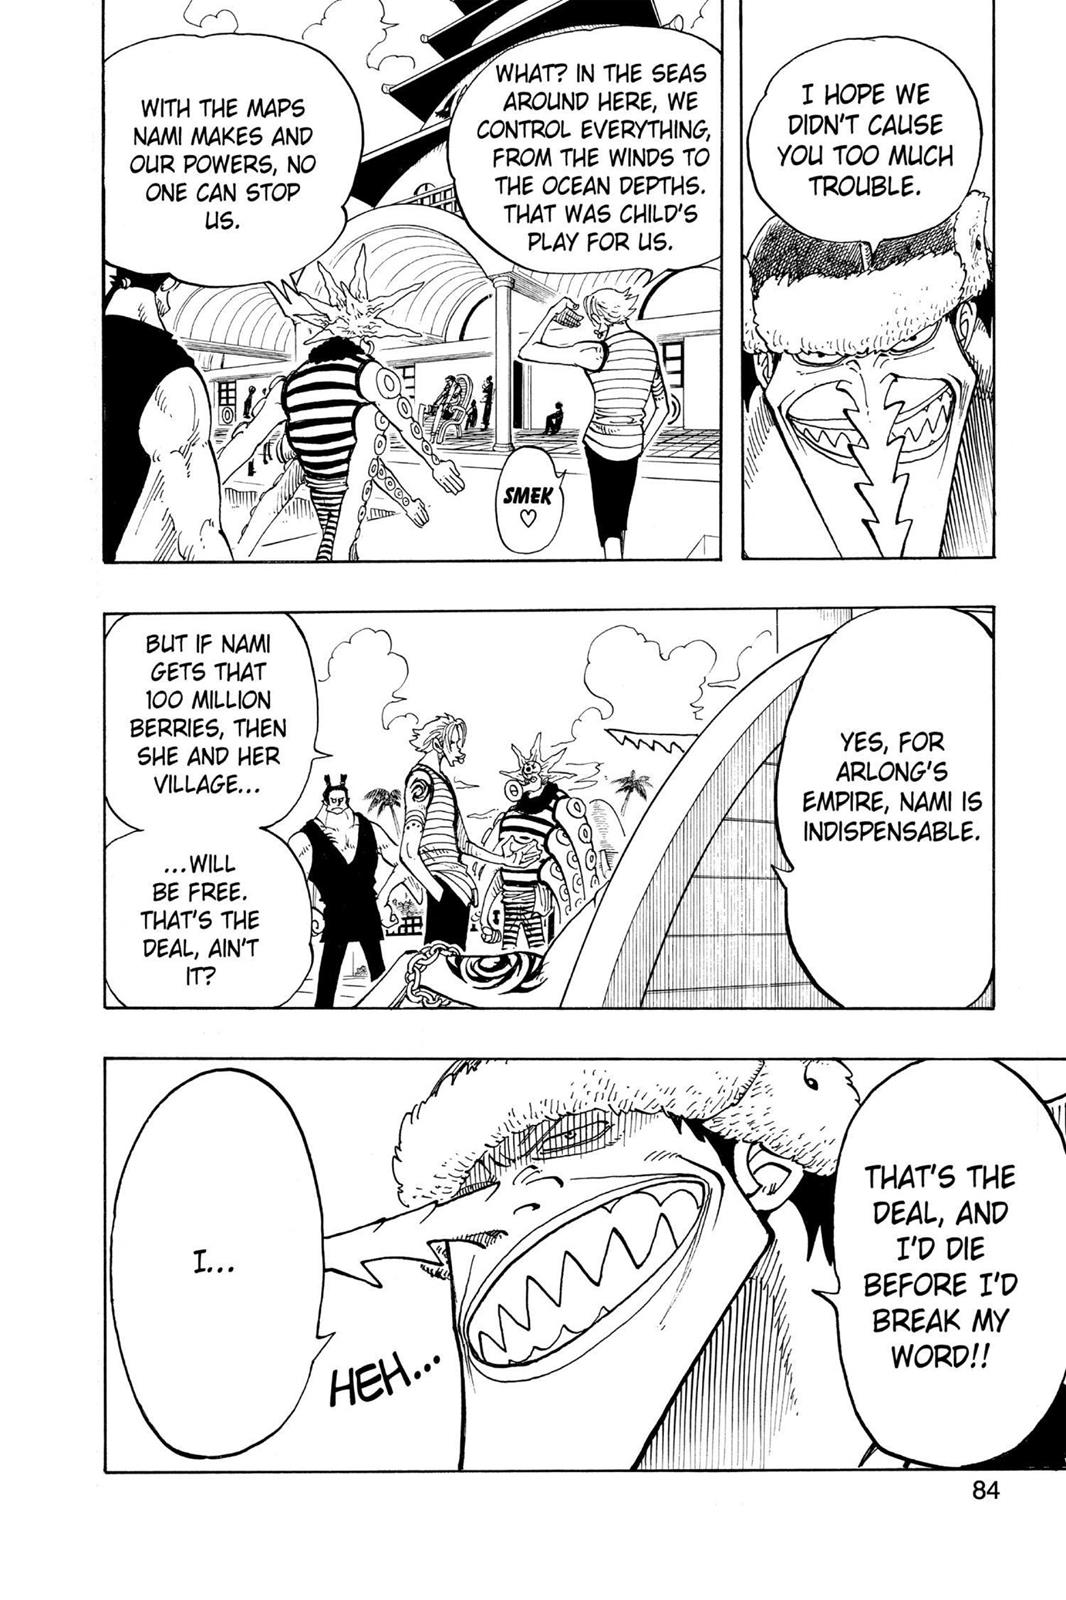 I HOPE WE
DIDN'T CAUSE
YOU TOO MUCH
TROUBLE.
WHAT? IN THE SEAS
AROUND HERE, WE
CONTROL EVERYTHING,
FROM THE WINDS TO
THE OCEAN DEPTHS.
THAT WAS CHILD'S
PLAY FOR US.
SMEK
♡
WITH THE MAPS
NAMI MAKES AND
OUR POWERS, NO
ONE CAN STOP
US.
YES, FOR
ARLONG'S
EMPIRE, NAMI IS
INDISPENSABLE.
BUT IF NAMI
GETS THAT
100 MILLION
BERRIES, THEN
SHE AND HER
VILLAGE...
...WILL
BE FREE.
THAT'S THE
DEAL, AIN'T
IT?
THAT'S THE
DEAL, AND
I'D DIE
BEFORE I'D
BREAK MY
WORD!!
HEH...
I...
84